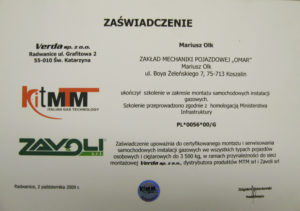 ZAŚWIADCZENIE
Verda sp. z o.o.
Radwanice ul. Grafitowa 2
55-010 Św. Katarzyna
Mariusz Olk
ZAKŁAD MECHANIKI POJAZDOWEJ „OMAR"
Mariusz Olk
ul. Boya Żeleńskiego 7, 75-713 Koszalin
KitMTM
ITALIAN GAS TECHNOLOGY
ukończył szkolenie w zakresie montażu samochodowych instalacji
gazowych.
Szkolenie przeprowadzono zgodnie z homologacją Ministerstwa
Infrastruktury
PL*0056*00/G
ZAVOLI
s.r.l.
Zaświadczenie upoważnia do certyfikowanego montażu i serwisowania
samochodowych instalacji gazowych we wszystkich typach pojazdów
osobowych i ciężarowych do 3 500 kg, w ramach przynależności do sieci
montażowej Verda sp. z o.o., dystrybutora produktów MTM srl i Zavoli srl
Radwanice, 2 października 2009 r.